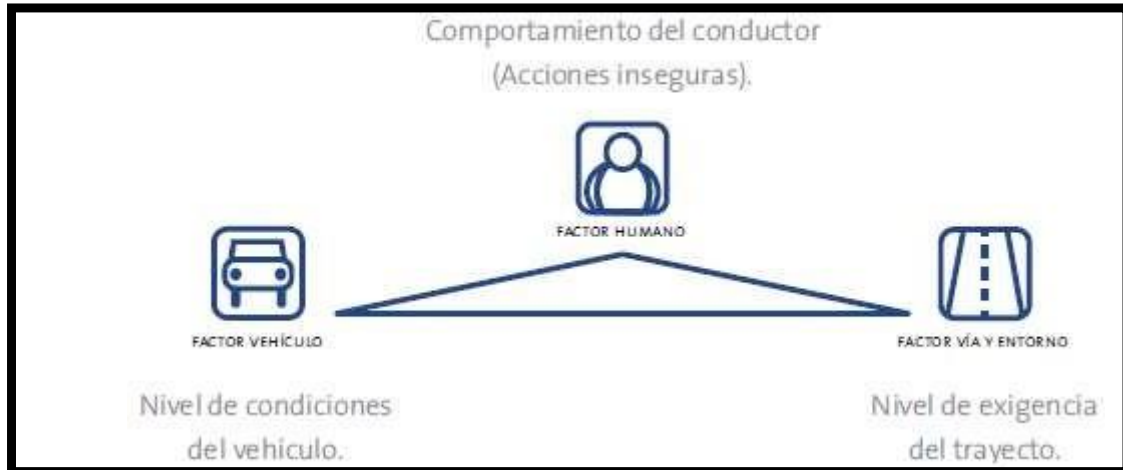 Comportamiento del conductor
(Acciones inseguras).
FACTOR HUMANO
FACTOR VEHÍCULO
FACTOR VÍA Y ENTORNO
Nivel de condiciones
del vehiculo.
Nivel de exigencia
del trayecto.